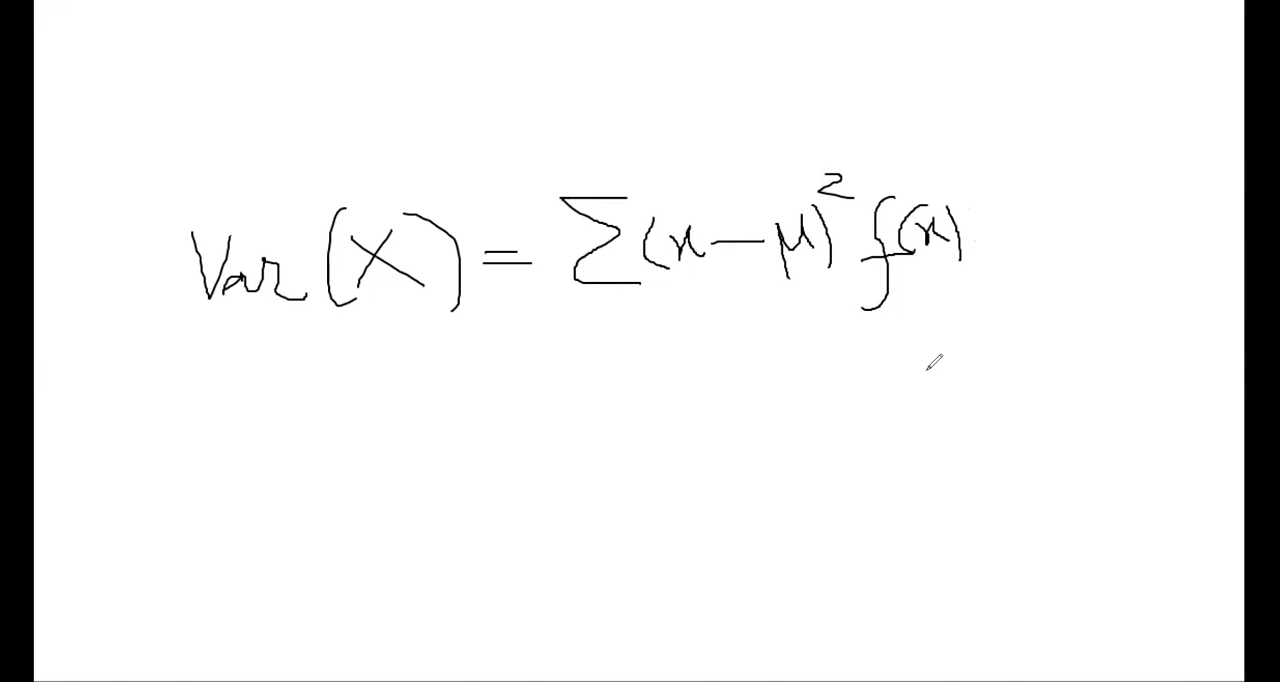 Var(X) = Σ(x-μ)² f(x)